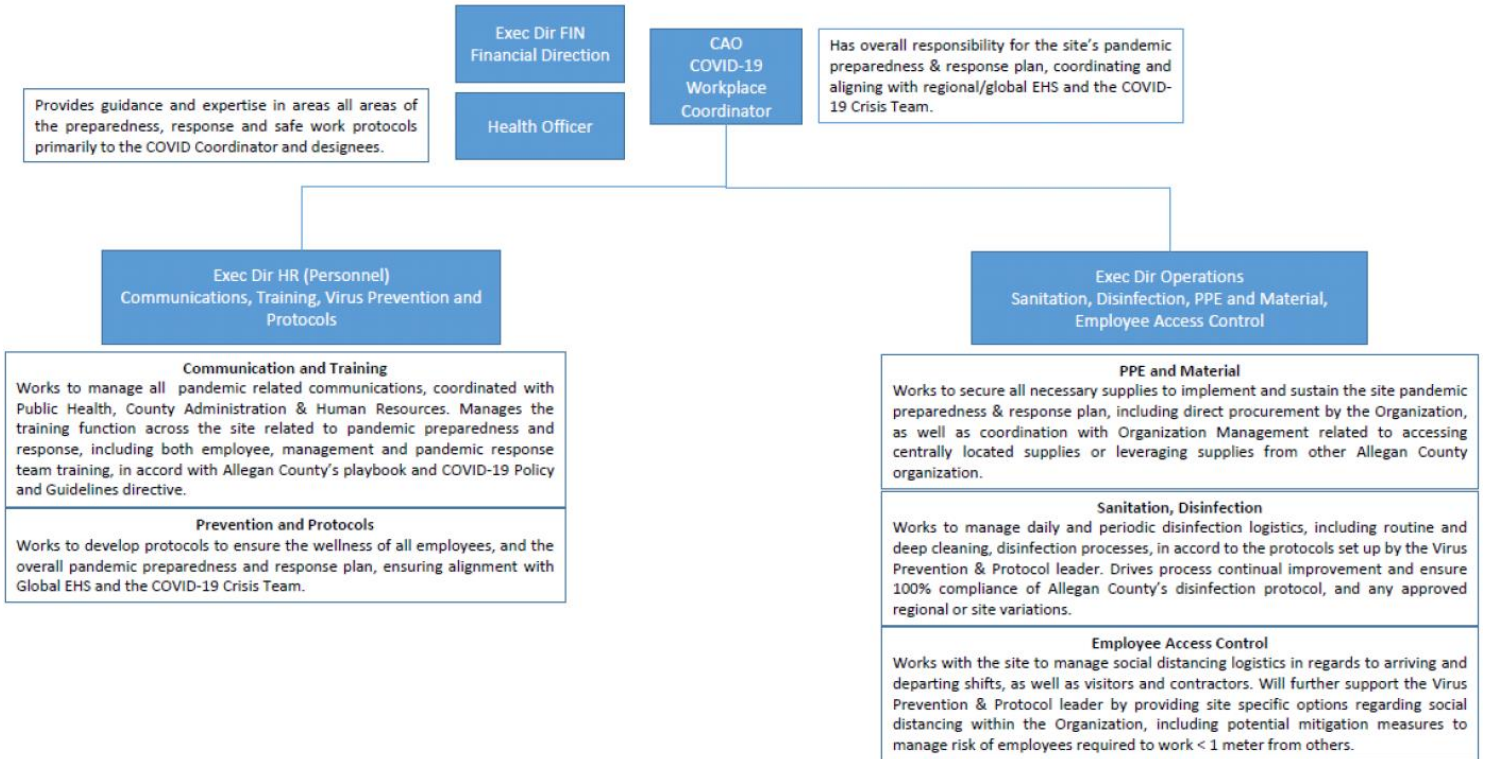 Exec Dir FIN
Financial Direction
CAO
COVID-19
Workplace
Coordinator
Has overall responsibility for the site's pandemic
preparedness & response plan, coordinating and
aligning with regional/global EHS and the COVID-
19 Crisis Team.
Provides guidance and expertise in areas all areas of
the preparedness, response and safe work protocols
primarily to the COVID Coordinator and designees.
Health Officer
Exec Dir HR (Personnel)
Communications, Training, Virus Prevention and
Protocols
Communication and Training
Works to manage all pandemic related communications, coordinated with
Public Health, County Administration & Human Resources. Manages the
training function across the site related to pandemic preparedness and
response, including both employee, management and pandemic response
team training, in accord with Allegan County's playbook and COVID-19 Policy
and Guidelines directive.
Prevention and Protocols
Works to develop protocols to ensure the wellness of all employees, and the
overall pandemic preparedness and response plan, ensuring alignment with
Global EHS and the COVID-19 Crisis Team.
Exec Dir Operations
Sanitation, Disinfection, PPE and Material,
Employee Access Control
PPE and Material
Works to secure all necessary supplies to implement and sustain the site pandemic
preparedness & response plan, including direct procurement by the Organization,
as well as coordination with Organization Management related to accessing
centrally located supplies or leveraging supplies from other Allegan County
organization.
Sanitation, Disinfection
Works to manage daily and periodic disinfection logistics, including routine and
deep cleaning, disinfection processes, in accord to the protocols set up by the Virus
Prevention & Protocol leader. Drives process continual improvement and ensure
100% compliance of Allegan County's disinfection protocol, and any approved
regional or site variations.
Employee Access Control
Works with the site to manage social distancing logistics in regards to arriving and
departing shifts, as well as visitors and contractors. Will further support the Virus
Prevention & Protocol leader by providing site specific options regarding social
distancing within the Organization, including potential mitigation measures to
manage risk of employees required to work < 1 meter from others.